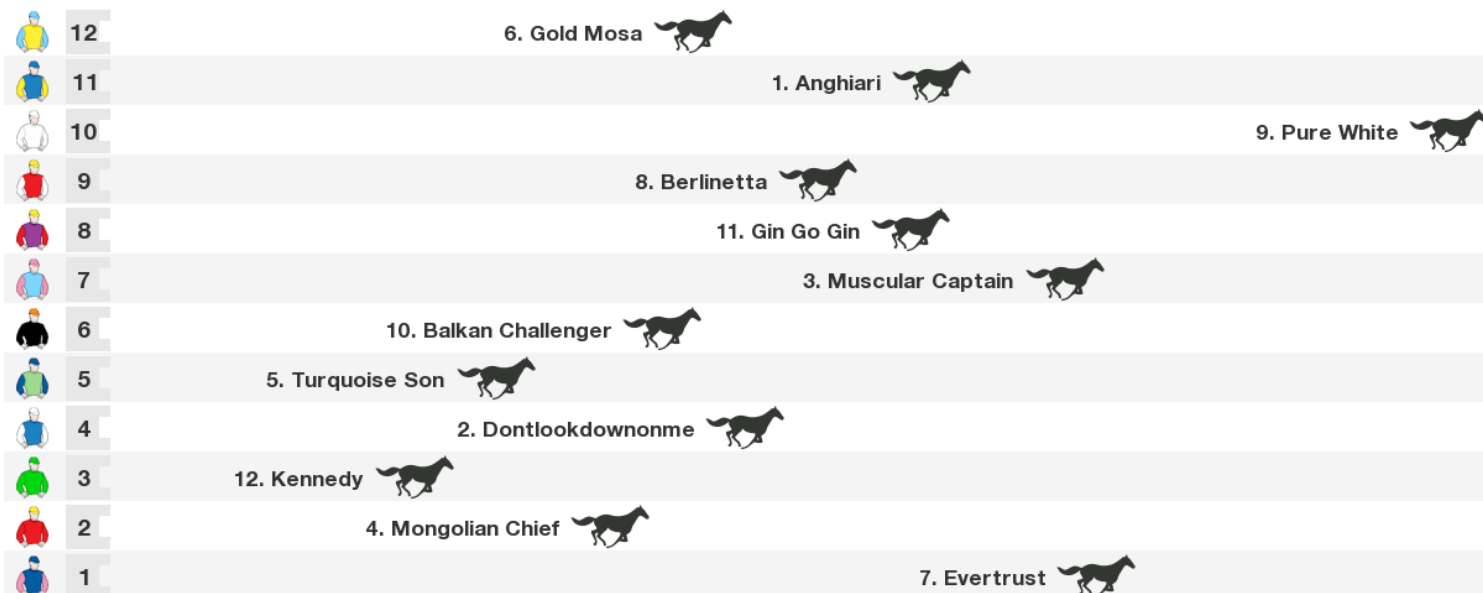 12 6. Gold Mosa
11 1. Anghiari
10 9. Pure White
9 8. Berlinetta
8 11. Gin Go Gin
7 3. Muscular Captain
6 10. Balkan Challenger
5 5. Turquoise Son
4 2. Dontlookdownonme
3 12. Kennedy
2 4. Mongolian Chief
1 7. Evertrust